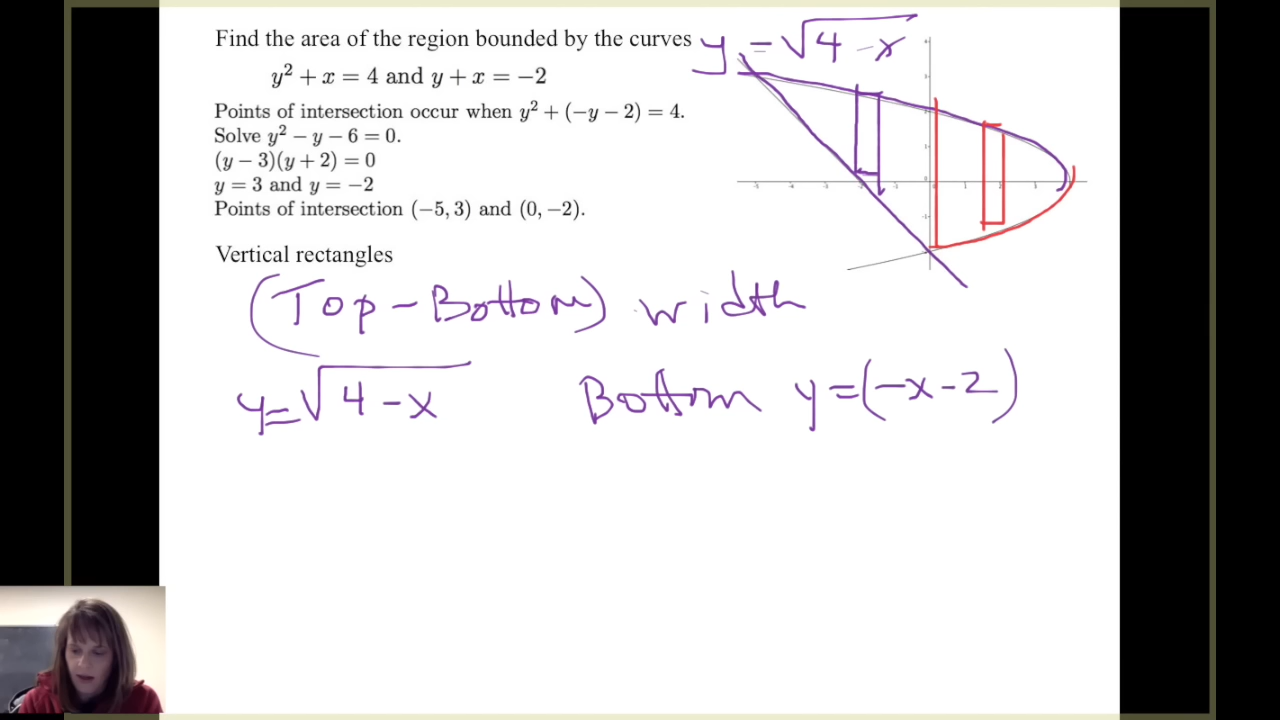 Find the area of the region bounded by the curves
y² + x = 4 and y + x = −2
Points of intersection occur when y² + (−y − 2) = 4.
Solve y² − y − 6 = 0.
(y − 3)(y + 2) = 0
y = 3 and y = −2
Points of intersection (−5, 3) and (0, −2).
y = √4 − x
Vertical rectangles
(Top − Bottom) width
y = √4 − x
Bottom y = (−x − 2)